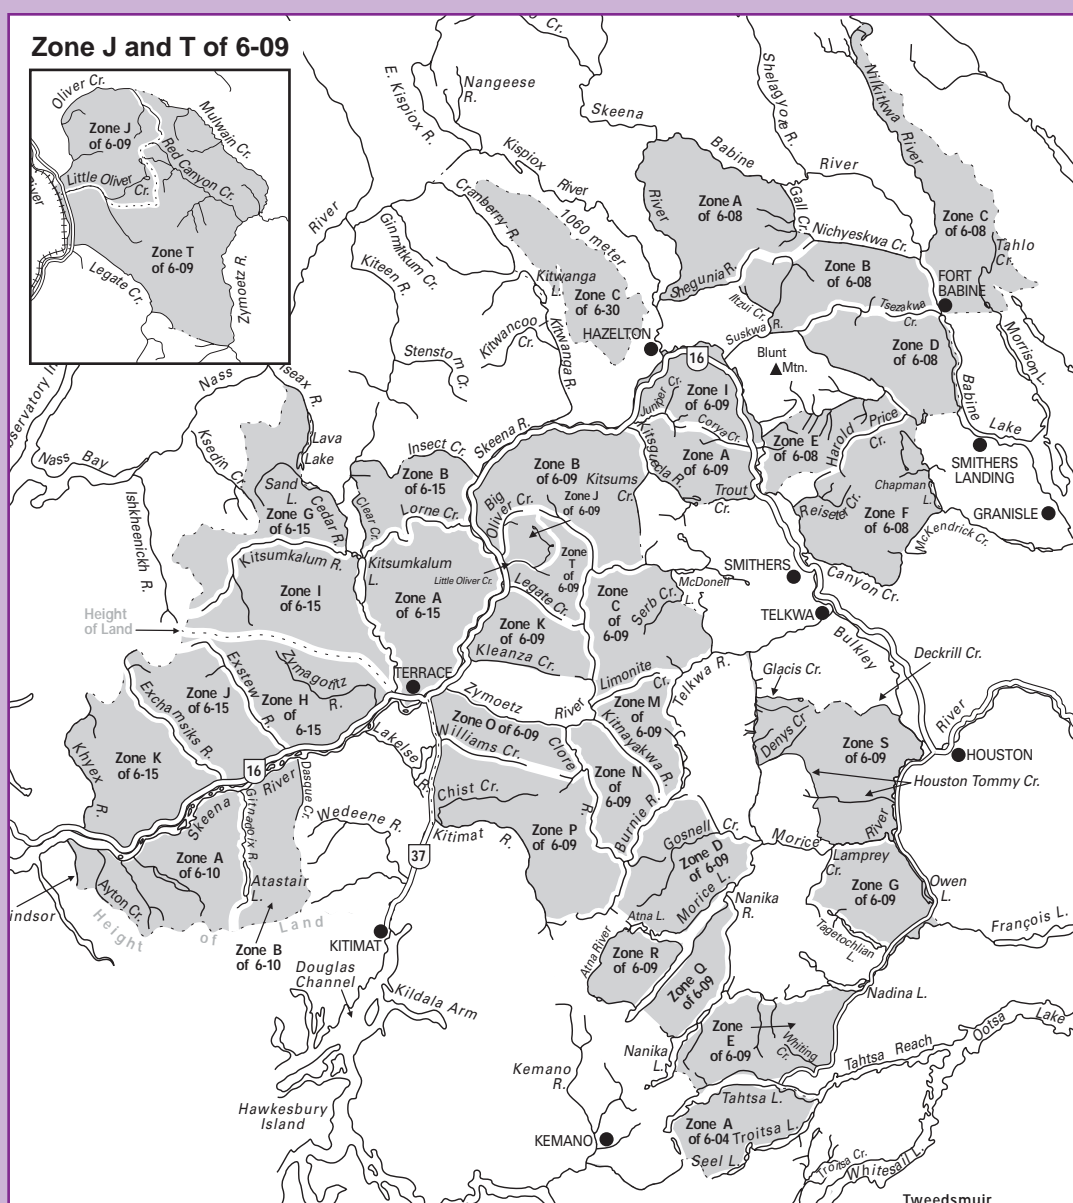 Zone J and T of 6-09
Oliver Cr.
Zone J
of 6-09
Mulwain Cr.
Red Canyon Cr.
Little Oliver
Cr.
River
Zone T
of 6-09
Legate Cr.
Zymoetz R.
Cr.
E. Kispiox R.
Nangeese
R.
Skeena
Shelagyote R.
Nilkitkwa River
Kispiox
River
Babine
River
Cranberry R.
1060 meter
River
Zone A
of 6-08
Gall Cr.
Nichyeskwa Cr.
Zone C
of 6-08
Tahlo
Cr.
River
Ginmiltkum Cr.
Kiteen R.
Kitwanga
L.
Zone C
of 6-30
Shegunia R.
Zone B
of 6-08
FORT
BABINE
Iltzui Cr.
Tsezakwa
Cr.
HAZELTON
Suskwa R.
Kitwancool
Cr.
Kitwanga R.
Stenstrom Cr.
16
Blunt
Mtn.
Zone D
of 6-08
Morrison L.
Nass
Iseax R.
Juniper Cr.
Zone I
of 6-09
Babine
Lake
Price
Cr.
Harold
Corya Cr.
Zone E
of 6-08
Ksedin Cr.
Lava
Lake
Insect Cr.
Skeena R.
Kitsguecla R.
Zone A
of 6-09
Trout
Cr.
SMITHERS
LANDING
Nass Bay
Sand
L.
Zone B
of 6-15
Zone B
of 6-09
Kitsums
Cr.
Chapman
L.
Zone G
of 6-15
Cedar R.
Clear Cr.
Lorne Cr.
Big
Oliver Cr.
Zone J
of 6-09
Reiseter Cr.
Zone F
of 6-08
McKendrick Cr.
GRANISLE
Ishkheenickh R.
Kitsumkalum R.
Kitsumkalum
L.
Little Oliver Cr.
Zone
T
of
6-09
SMITHERS
Canyon Cr.
Zone I
of 6-15
Zone A
of 6-15
Legate Cr.
Zone
C
of
6-09
McDonell
L.
Serb Cr.
TELKWA
Height
of Land
Zone K
of 6-09
Kleanza Cr.
Bulkley
River
Deckrill Cr.
Exstew R.
Zymagotitz
R.
TERRACE
Limonite
Cr.
Telkwa R.
Glacis Cr.
Zone J
of 6-15
Zone H
of
6-15
Zymoetz
River
Zone M
of
6-09
Exchamsiks R.
Zone O of 6-09
Williams Cr.
Clore
R.
Kitnayakwa R.
Denys Cr
Zone S
of 6-09
HOUSTON
Zone K
of 6-15
Khyex R.
16
Skeena River
Dasque Cr.
Lakelse R.
Zone N
of
6-09
Houston Tommy Cr.
Chist Cr.
Burnie R.
Gitnadoix R.
Wedeene R.
Kitimat R.
Zone P
of 6-09
Gosnell Cr.
Morice
River
37
Zone A
of 6-10
Zone D
of 6-09
Lamprey
Cr.
Atastair
L.
Morice L.
Zone G
of 6-09
Owen
L.
Ayton Cr.
indsor
Height of Land
Atna L.
Nanika
R.
François L.
Zone B
of 6-10
KITIMAT
Atna River
Zone R
of 6-09
Tagetochlian
L.
Douglas
Channel
Kildala Arm
Zone Q
of 6-09
Nadina L.
Zone
E
of 6-09
Whiting
Cr.
Ootsa Lake
Nanika
L.
Tahtsa Reach
Kemano
R.
Tahtsa L.
Hawkesbury
Island
KEMANO
Zone A
of 6-04
Troitsa L.
Seel L.
Troitsa Cr.
Whitesail L.
Tweedsmuir